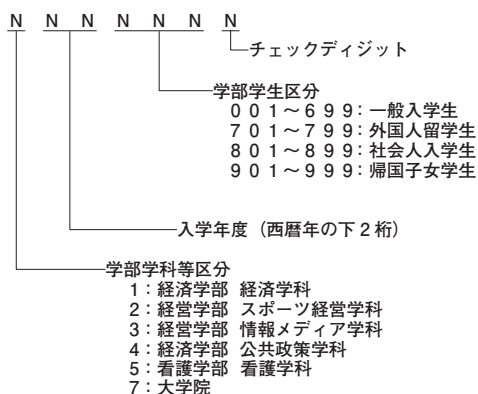 N N N N N N N
チェックディジット
学部学生区分
001～699：一般入学生
701～799：外国人留学生
801～899：社会人入学生
901～999：帰国子女学生
入学年度（西暦年の下2桁）
学部学科等区分
1：経済学部 経済学科
2：経営学部 スポーツ経営学科
3：経営学部 情報メディア学科
4：経済学部 公共政策学科
5：看護学部 看護学科
7：大学院